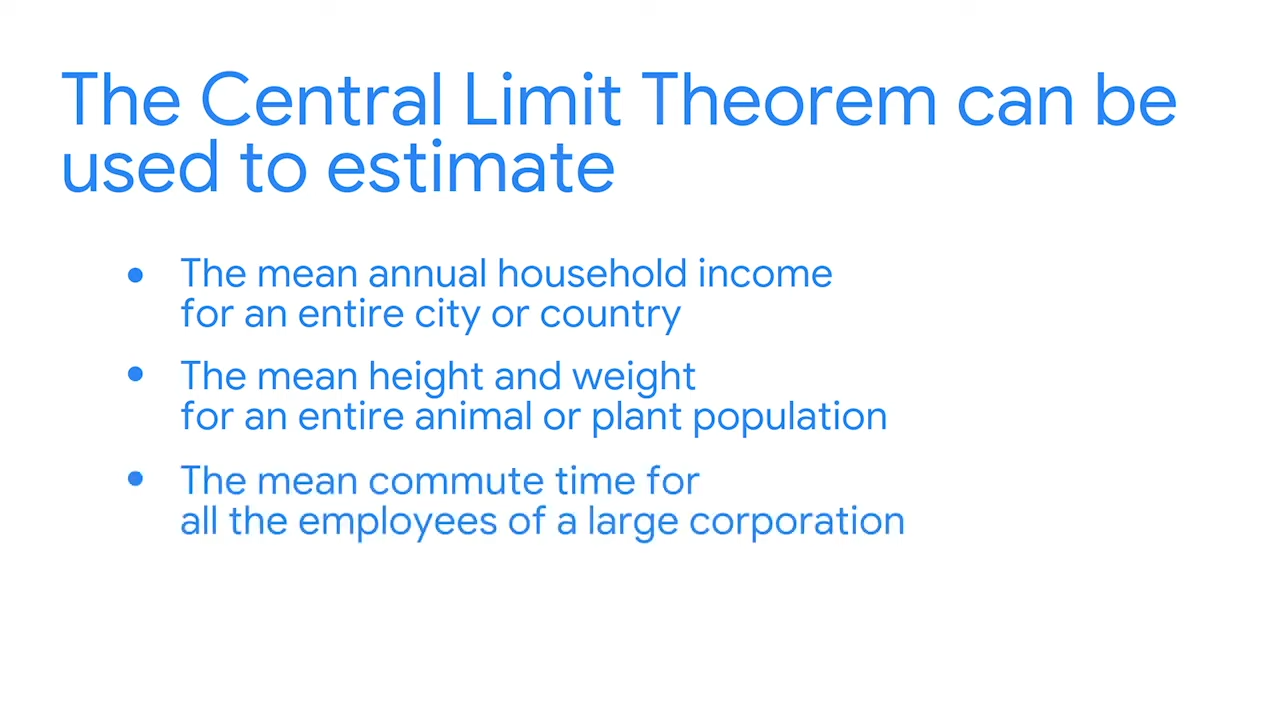 The Central Limit Theorem can be
used to estimate
• The mean annual household income
for an entire city or country
• The mean height and weight
for an entire animal or plant population
• The mean commute time for
all the employees of a large corporation